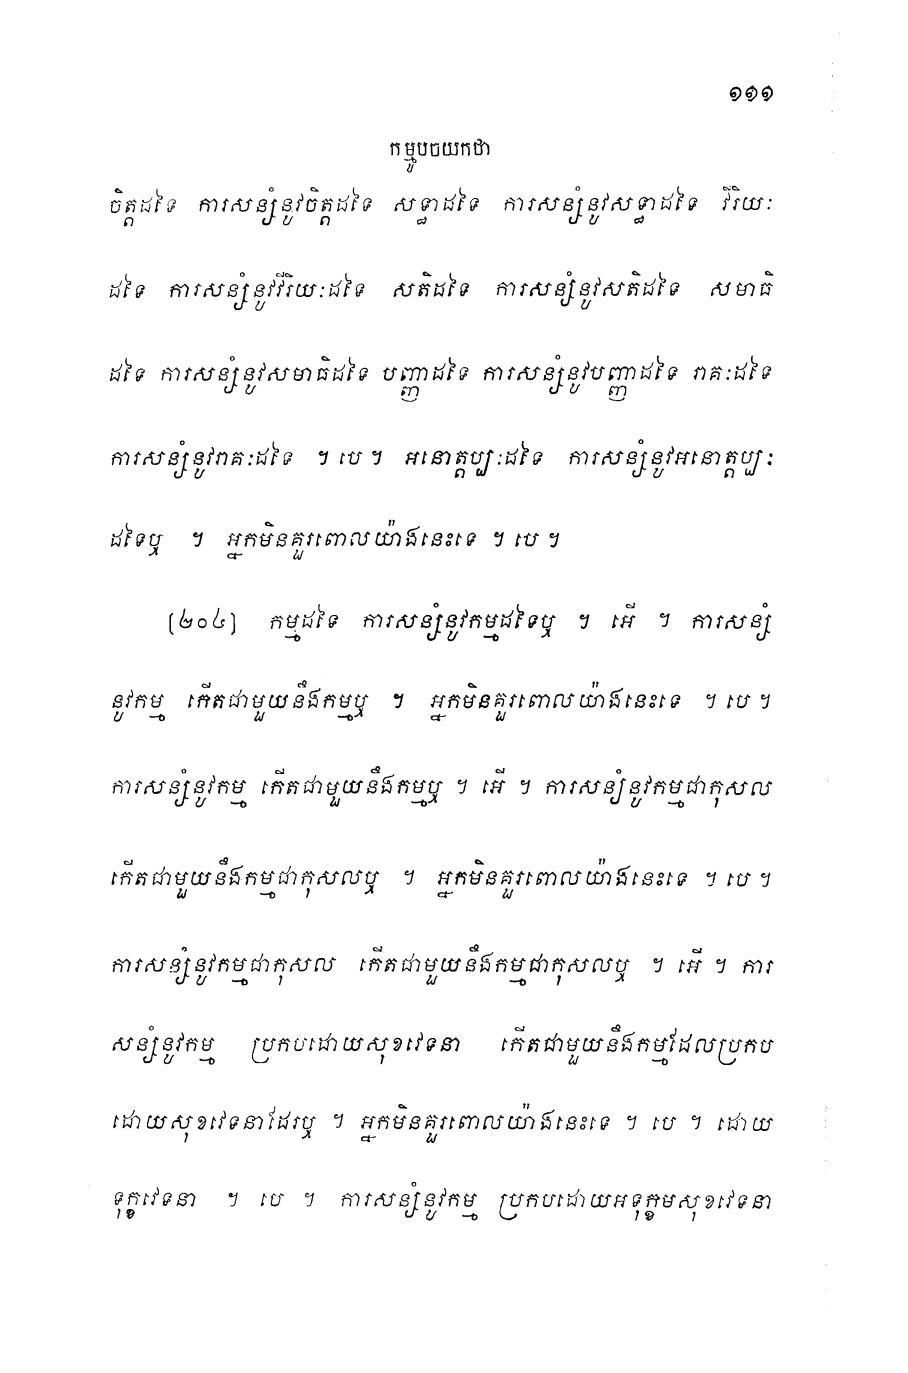 ១១១
កម្មូបចយកថា
ចិត្តដទៃ ការសន្សំនូវចិត្តដទៃ សទ្ធាដទៃ ការសន្សំនូវសទ្ធាដទៃ វីរិយៈ
ដទៃ ការសន្សំនូវវីរិយៈដទៃ សតិដទៃ ការសន្សំនូវសតិដទៃ សមាធិ
ដទៃ ការសន្សំនូវសមាធិដទៃ បញ្ញាដទៃ ការសន្សំនូវបញ្ញាដទៃ រាគៈដទៃ
ការសន្សំនូវរាគៈដទៃ ។ បេ ។ អនោត្តប្បៈដទៃ ការសន្សំនូវអនោត្តប្បៈ
ដទៃឬ ។ អ្នកមិនគួរពោលយ៉ាងនេះទេ ។ បេ ។
[២០៤] កម្មដទៃ ការសន្សំនូវកម្មដទៃឬ ។ អើ ។ ការសន្សំ
នូវកម្ម កើតជាមួយនឹងកម្មឬ ។ អ្នកមិនគួរពោលយ៉ាងនេះទេ ។ បេ ។
ការសន្សំនូវកម្ម កើតជាមួយនឹងកម្មឬ ។ អើ ។ ការសន្សំនូវកម្មជាកុសល
កើតជាមួយនឹងកម្មជាកុសលឬ ។ អ្នកមិនគួរពោលយ៉ាងនេះទេ ។ បេ ។
ការសន្សំនូវកម្មជាកុសល កើតជាមួយនឹងកម្មជាកុសលឬ ។ អើ ។ ការ
សន្សំនូវកម្ម ប្រកបដោយសុខវេទនា កើតជាមួយនឹងកម្មដែលប្រកប
ដោយសុខវេទនាដែរឬ ។ អ្នកមិនគួរពោលយ៉ាងនេះទេ ។ បេ ។ ដោយ
ទុក្ខវេទនា ។ បេ ។ ការសន្សំនូវកម្ម ប្រកបដោយអទុក្ខមសុខវេទនា